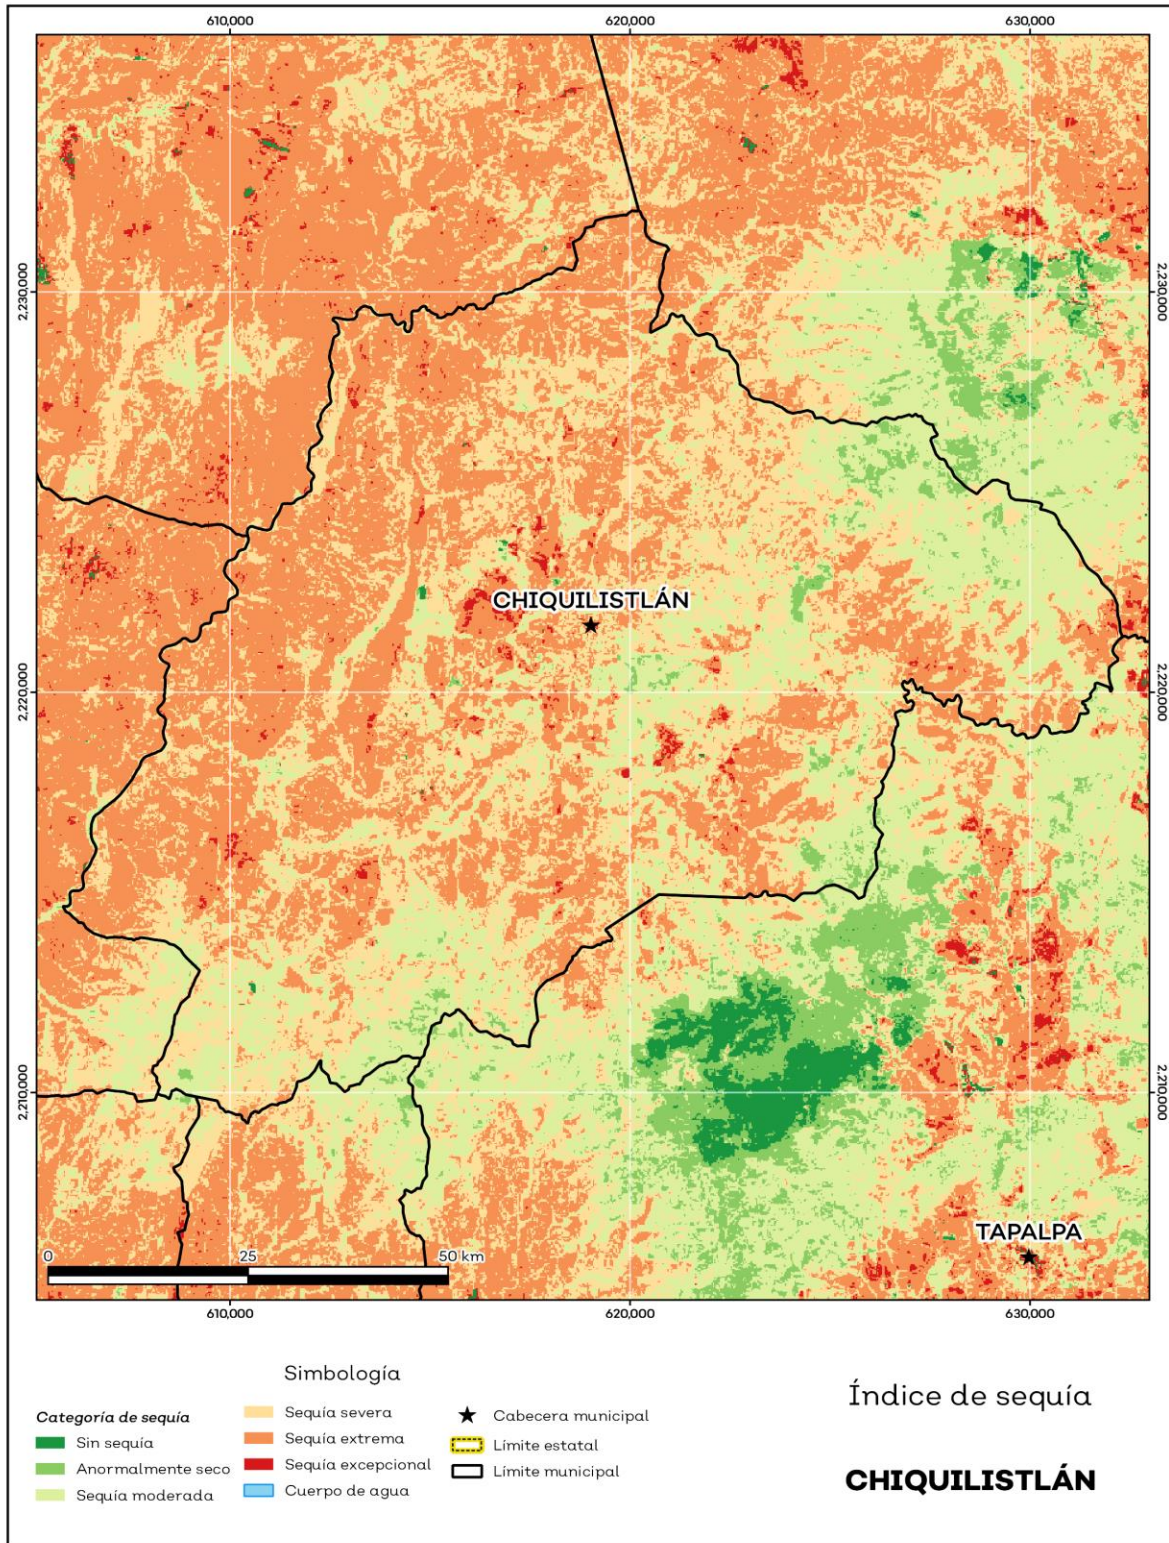 610,000
620,000
630,000
2,230,000
2,230,000
CHIQUILISTLÁN
2,220,000
2,220,000
2,210,000
2,210,000
TAPALPA
0
25
50 km
610,000
620,000
630,000
Simbología
Categoría de sequía
Sin sequía
Anormalmente seco
Sequía moderada
Sequía severa
Sequía extrema
Sequía excepcional
Cuerpo de agua
Cabecera municipal
Límite estatal
Límite municipal
Índice de sequía
CHIQUILISTLÁN